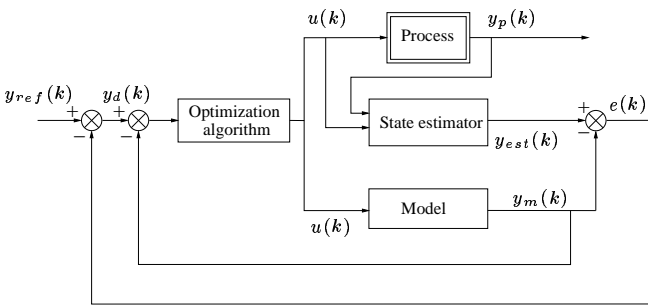 u(k)
y_p(k)
Process
y_ref(k)
y_d(k)
+
−
+
−
Optimization
algorithm
State estimator
y_est(k)
+
−
e(k)
u(k)
Model
y_m(k)